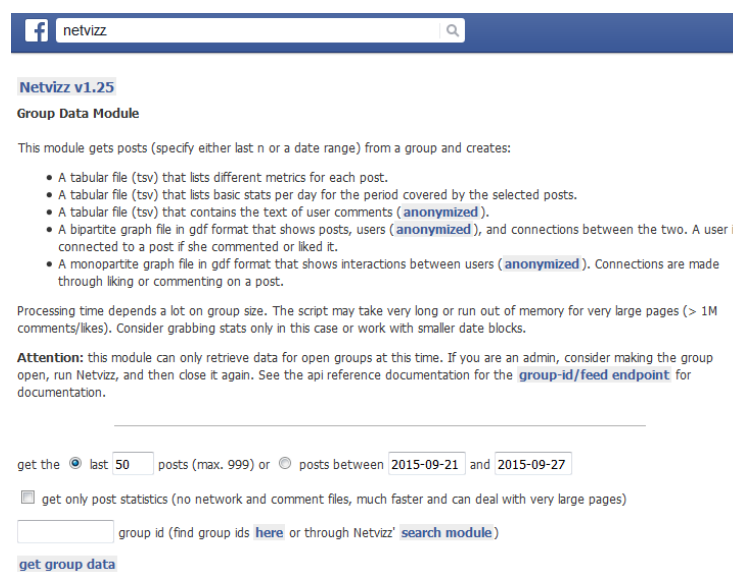 f netvizz
Netvizz v1.25
Group Data Module
This module gets posts (specify either last n or a date range) from a group and creates:
• A tabular file (tsv) that lists different metrics for each post.
• A tabular file (tsv) that lists basic stats per day for the period covered by the selected posts.
• A tabular file (tsv) that contains the text of user comments (anonymized).
• A bipartite graph file in gdf format that shows posts, users (anonymized), and connections between the two. A user
connected to a post if she commented or liked it.
• A monopartite graph file in gdf format that shows interactions between users (anonymized). Connections are made
through liking or commenting on a post.
Processing time depends a lot on group size. The script may take very long or run out of memory for very large pages (> 1M
comments/likes). Consider grabbing stats only in this case or work with smaller date blocks.
Attention: this module can only retrieve data for open groups at this time. If you are an admin, consider making the group
open, run Netvizz, and then close it again. See the api reference documentation for the group-id/feed endpoint for
documentation.
get the last 50 posts (max. 999) or posts between 2015-09-21 and 2015-09-27
get only post statistics (no network and comment files, much faster and can deal with very large pages)
group id (find group ids here or through Netvizz' search module)
get group data